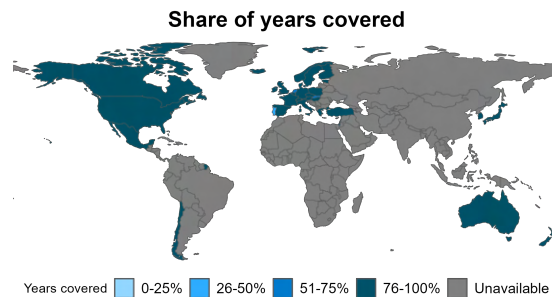 Share of years covered
Years covered 0-25% 26-50% 51-75% 76-100% Unavailable